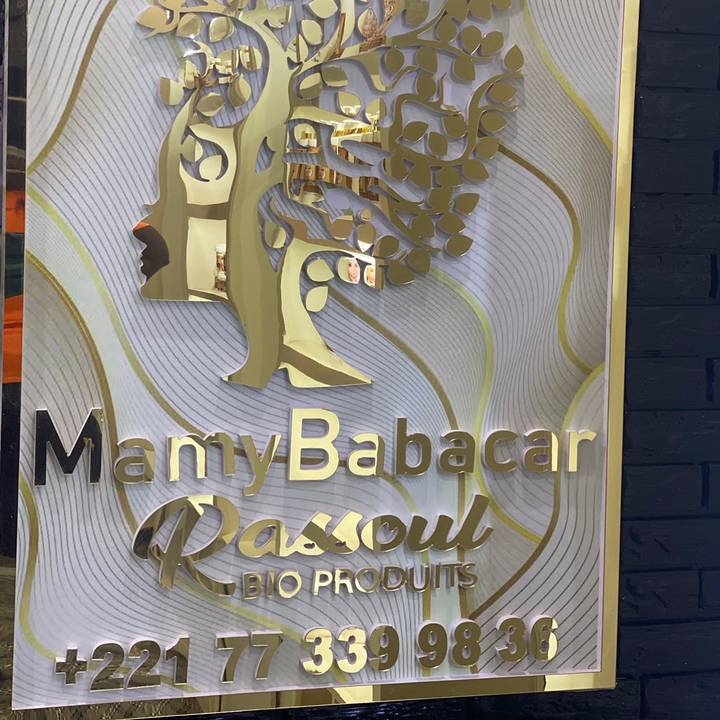 MamyBabacar
Rassoul
BIO PRODUITS
+221 77 339 98 36